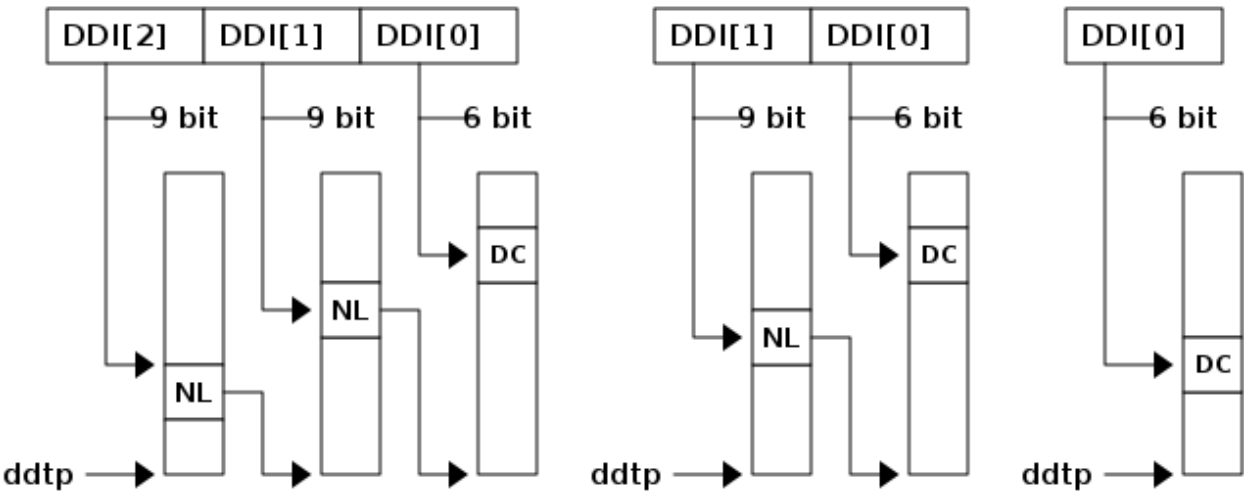 DDI[2] DDI[1] DDI[0] DDI[1] DDI[0] DDI[0]
9 bit 9 bit 6 bit 9 bit 6 bit 6 bit
DC DC
NL
NL
DC
NL
ddtp ddtp ddtp